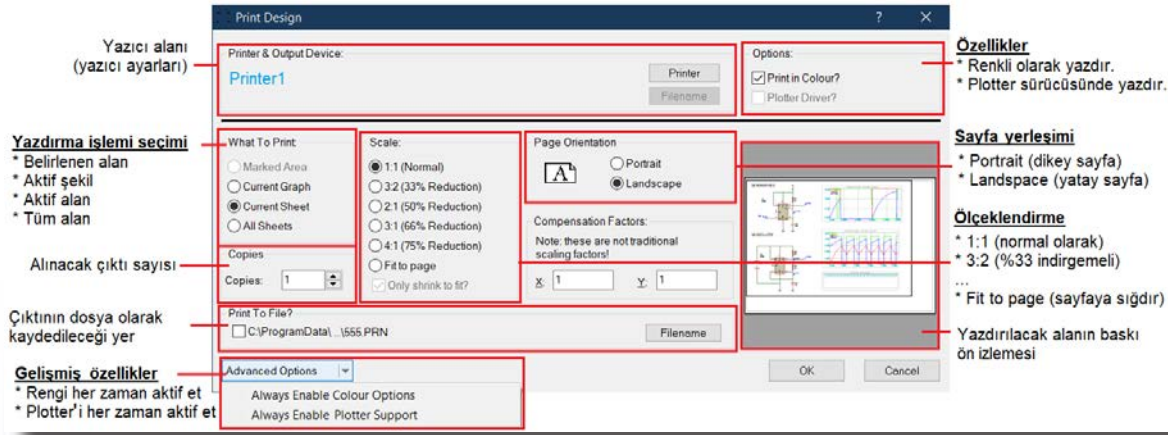 Print Design
Yazıcı alanı
(yazıcı ayarları)
Printer & Output Device:
Printer1
Printer
Filename
Options:
Print in Colour?
Plotter Driver?
Özellikler
* Renkli olarak yazdır.
* Plotter sürücüsünde yazdır.
Yazdırma işlemi seçimi
* Belirlenen alan
* Aktif şekil
* Aktif alan
* Tüm alan
What To Print:
Marked Area
Current Graph
Current Sheet
All Sheets
Scale:
1:1 (Normal)
3:2 (33% Reduction)
2:1 (50% Reduction)
3:1 (66% Reduction)
4:1 (75% Reduction)
Fit to page
Only shrink to fit?
Page Orientation
A
Portrait
Landscape
Sayfa yerleşimi
* Portrait (dikey sayfa)
* Landspace (yatay sayfa)
Compensation Factors:
Note: these are not traditional
scaling factors!
X: 1
Y: 1
Ölçeklendirme
* 1:1 (normal olarak)
* 3:2 (%33 indirgemeli)
...
* Fit to page (sayfaya sığdır)
Alınacak çıktı sayısı
Copies
Copies: 1
Çıktının dosya olarak
kaydedileceği yer
Print To File?
C:\ProgramData\...\555.PRN
Filename
Yazdırılacak alanın baskı
ön izlemesi
OK
Cancel
Gelişmiş özellikler
* Rengi her zaman aktif et
* Plotter'i her zaman aktif et
Advanced Options
Always Enable Colour Options
Always Enable Plotter Support